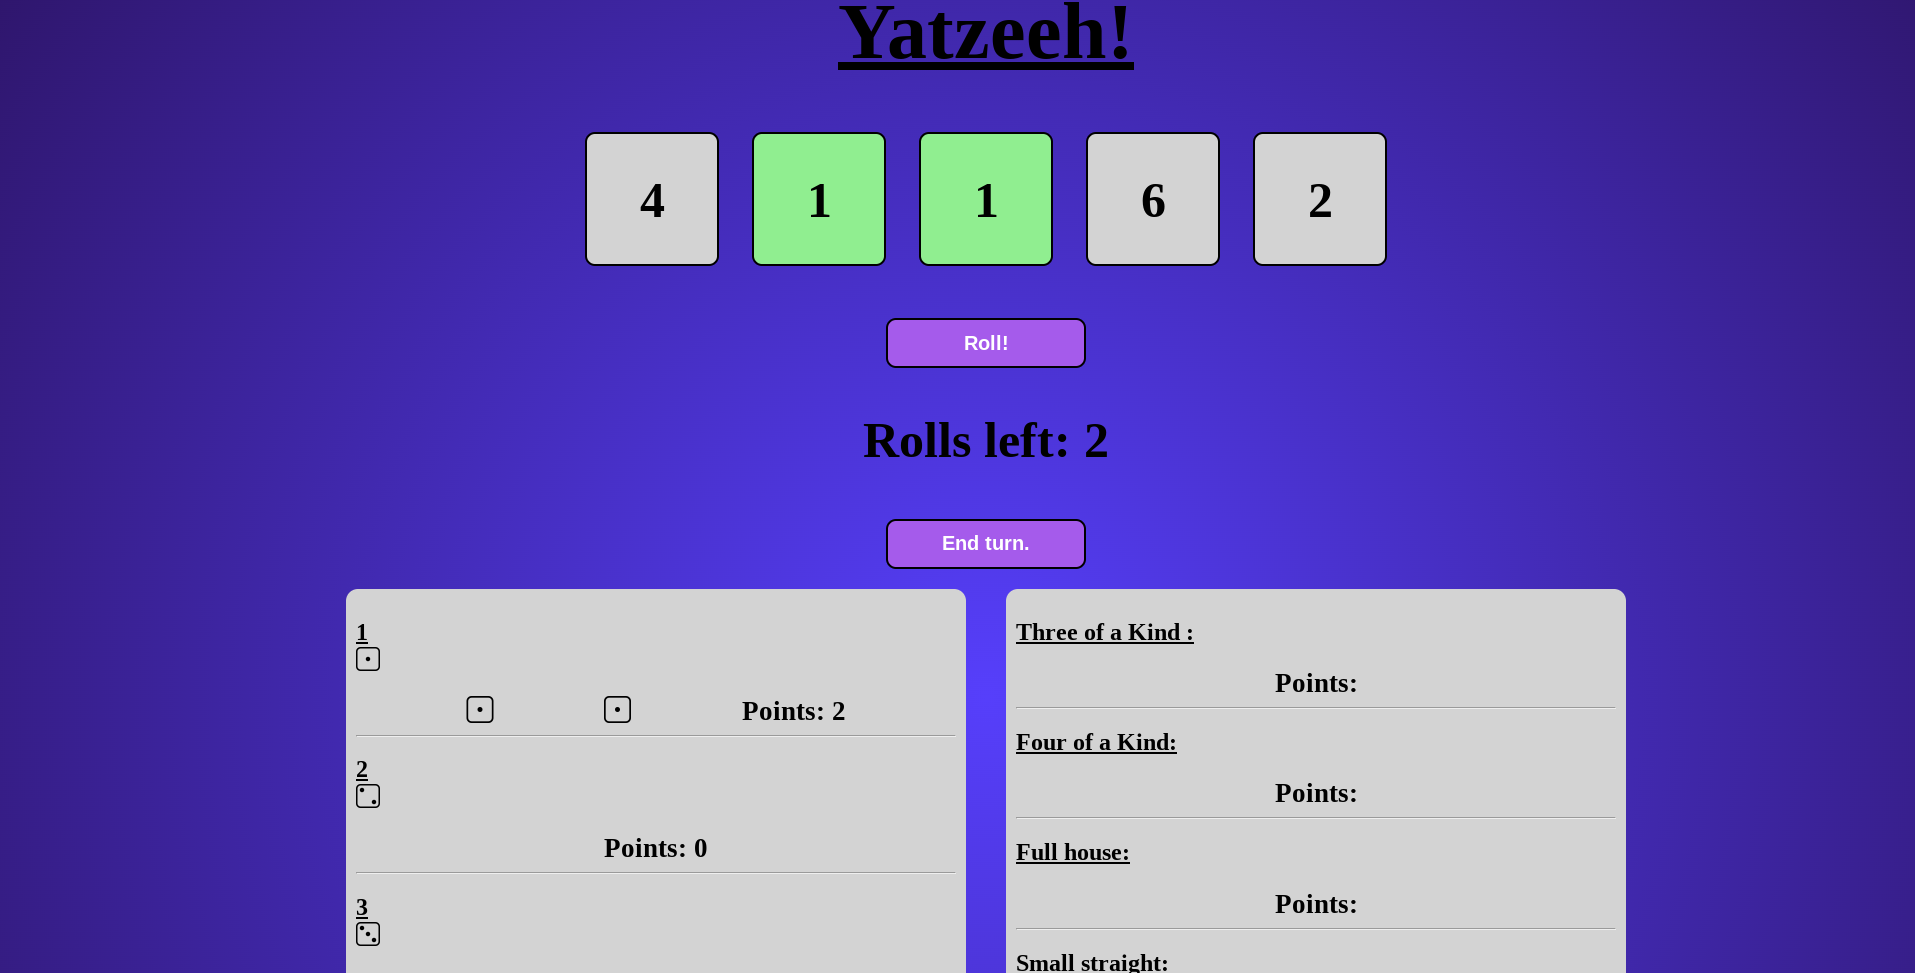 Yatzeeh!
4 1 1 6 2
Roll!
Rolls left: 2
End turn.
1
Points: 2
2
Points: 0
3
Three of a Kind :
Points:
Four of a Kind:
Points:
Full house:
Points:
Small straight: